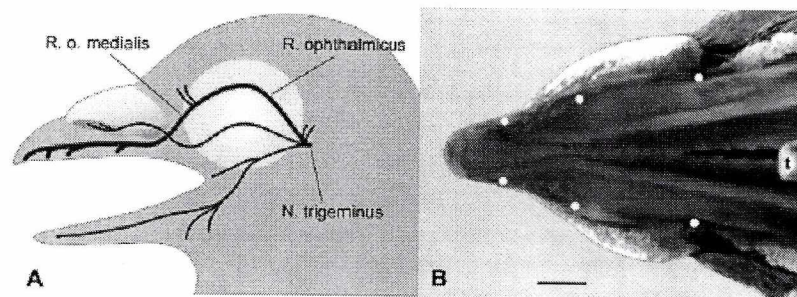 R. o. medialis
R. ophthalmicus
N. trigeminus
A
B
t